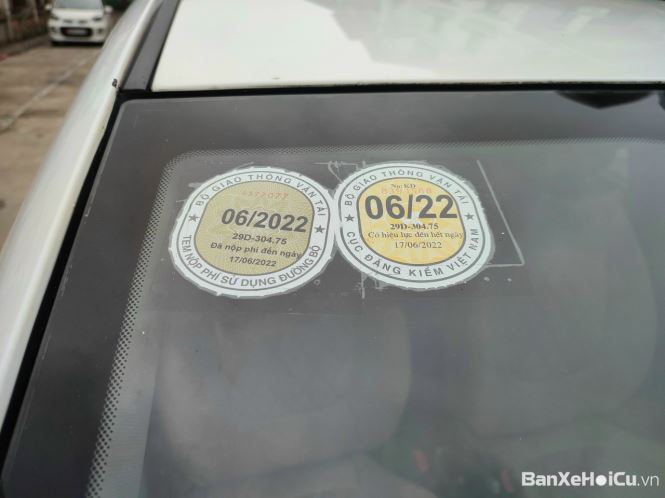 BỘ GIAO THÔNG VẬN TẢI
06/2022
29D-304.75
Đã nộp phí đến ngày
17/06/2022
TEM NỘP PHÍ SỬ DỤNG ĐƯỜNG BỘ
BỘ GIAO THÔNG VẬN TẢI
No: KD
06/22
29D-304.75
Có hiệu lực đến hết ngày
17/06/2022
CỤC ĐĂNG KIỂM VIỆT NAM
BanXeHoiCu.vn